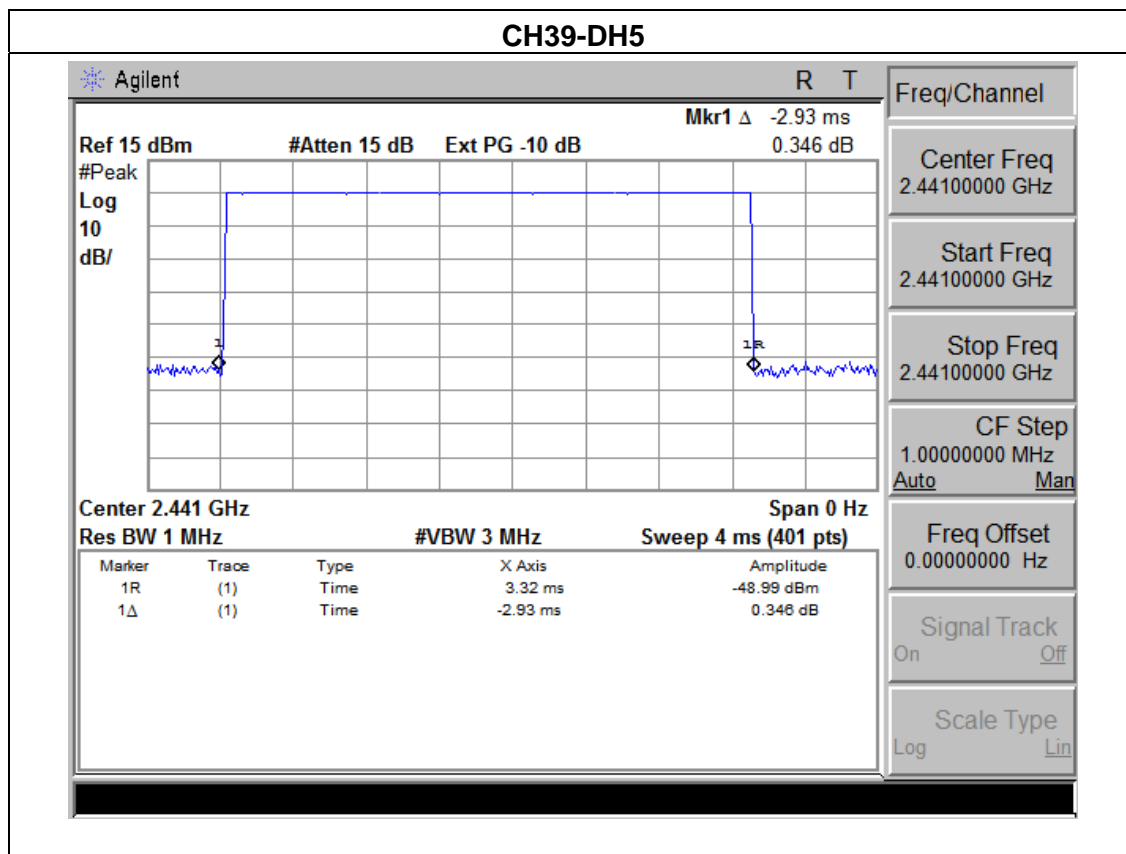 CH39-DH5
Agilent R T
Mkr1 Δ -2.93 ms
Ref 15 dBm #Atten 15 dB Ext PG -10 dB 0.346 dB
#Peak
Log
10
dB/
1
1R
Center 2.441 GHz Span 0 Hz
Res BW 1 MHz #VBW 3 MHz Sweep 4 ms (401 pts)
Marker Trace Type X Axis Amplitude
1R (1) Time 3.32 ms -48.99 dBm
1Δ (1) Time -2.93 ms 0.346 dB
Freq/Channel
Center Freq
2.44100000 GHz
Start Freq
2.44100000 GHz
Stop Freq
2.44100000 GHz
CF Step
1.00000000 MHz
Auto Man
Freq Offset
0.00000000 Hz
Signal Track
On Off
Scale Type
Log Lin